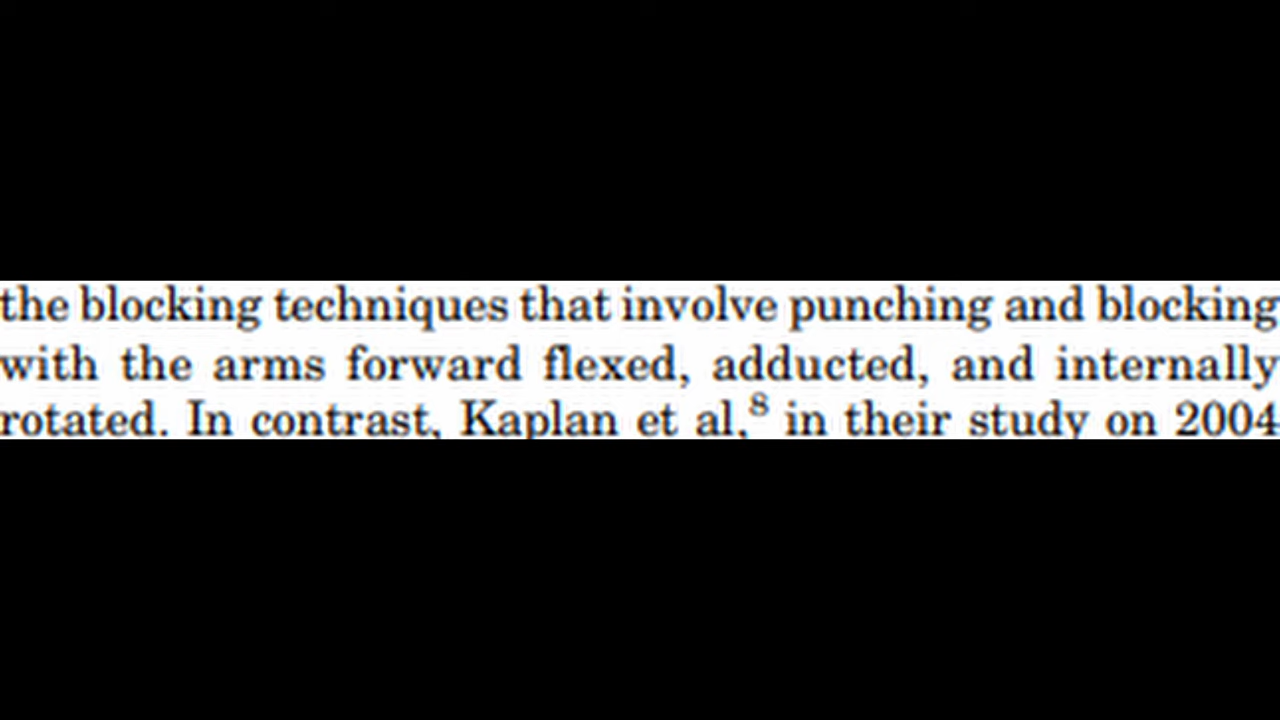 the blocking techniques that involve punching and blocking
with the arms forward flexed, adducted, and internally
rotated. In contrast, Kaplan et al,⁸ in their study on 2004